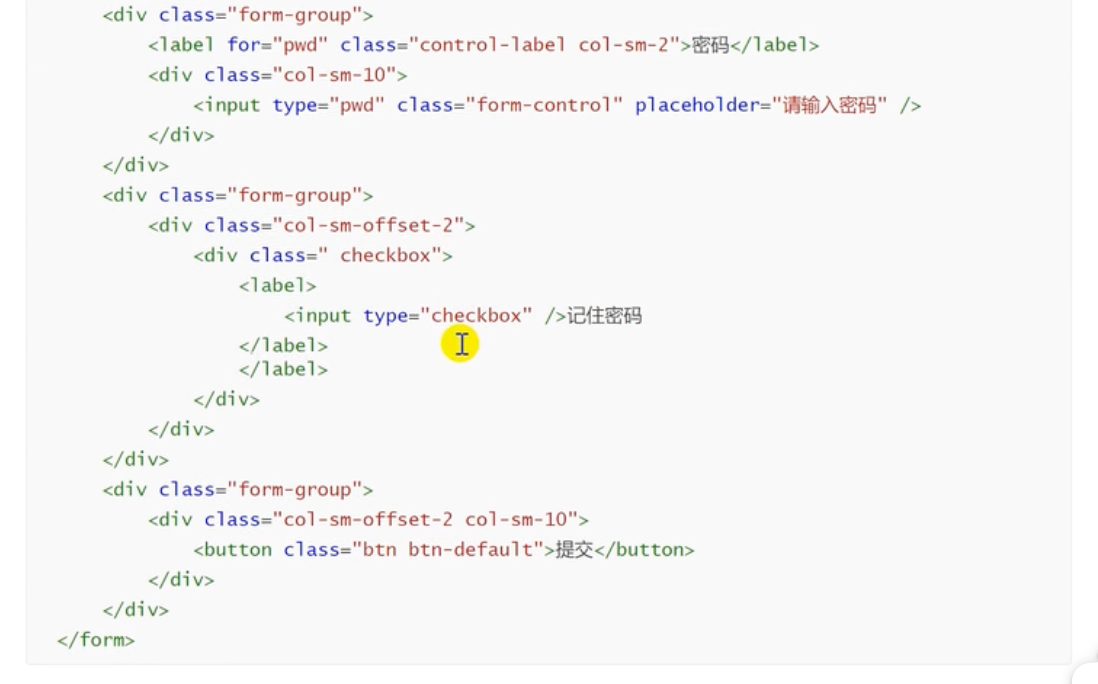 <div class="form-group">
<label for="pwd" class="control-label col-sm-2">密码</label>
<div class="col-sm-10">
<input type="pwd" class="form-control" placeholder="请输入密码" />
</div>
</div>
<div class="form-group">
<div class="col-sm-offset-2">
<div class=" checkbox">
<label>
<input type="checkbox" />记住密码
</label>
</label>
</div>
</div>
</div>
<div class="form-group">
<div class="col-sm-offset-2 col-sm-10">
<button class="btn btn-default">提交</button>
</div>
</div>
</form>